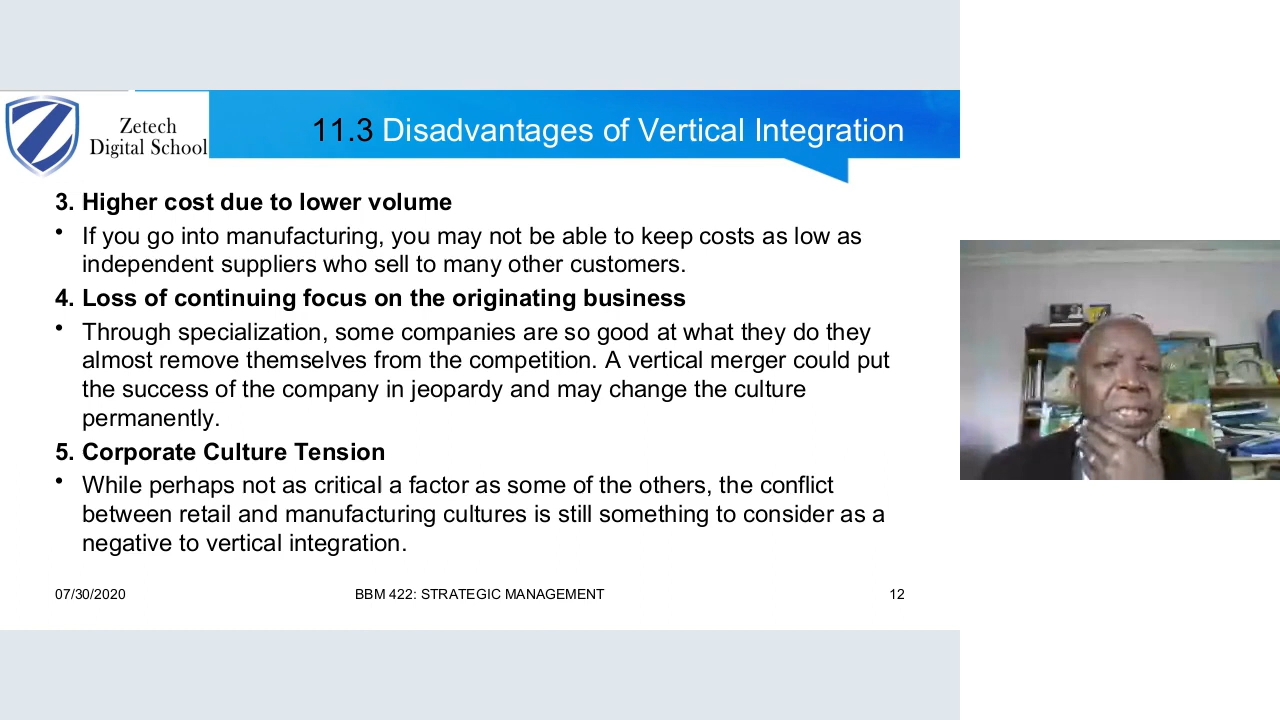 Zetech
Digital School
11.3 Disadvantages of Vertical Integration
3. Higher cost due to lower volume
• If you go into manufacturing, you may not be able to keep costs as low as
independent suppliers who sell to many other customers.
4. Loss of continuing focus on the originating business
• Through specialization, some companies are so good at what they do they
almost remove themselves from the competition. A vertical merger could put
the success of the company in jeopardy and may change the culture
permanently.
5. Corporate Culture Tension
• While perhaps not as critical a factor as some of the others, the conflict
between retail and manufacturing cultures is still something to consider as a
negative to vertical integration.
07/30/2020
BBM 422: STRATEGIC MANAGEMENT
12